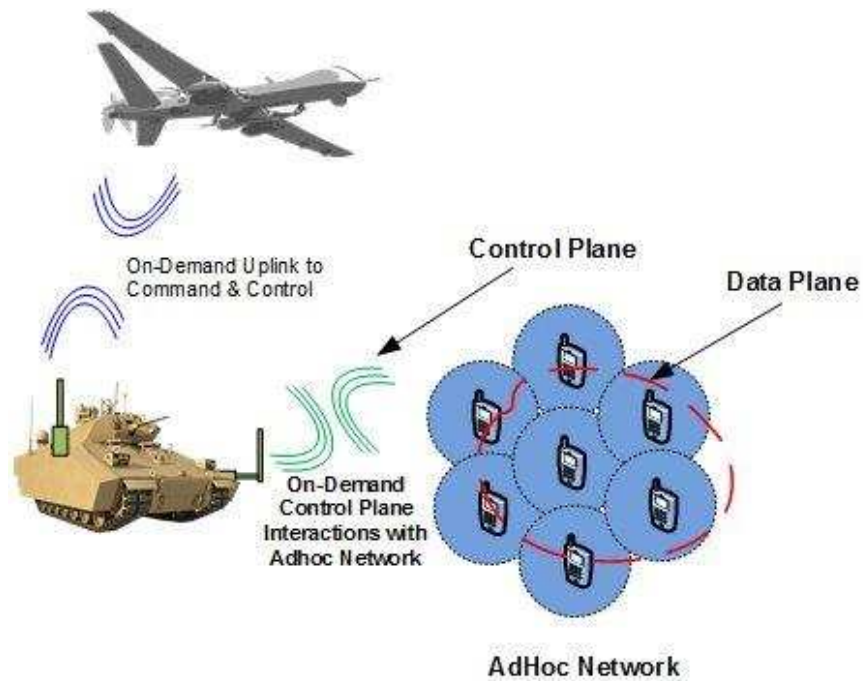 On-Demand Uplink to
Command & Control
Control Plane
Data Plane
On-Demand
Control Plane
Interactions with
Adhoc Network
AdHoc Network